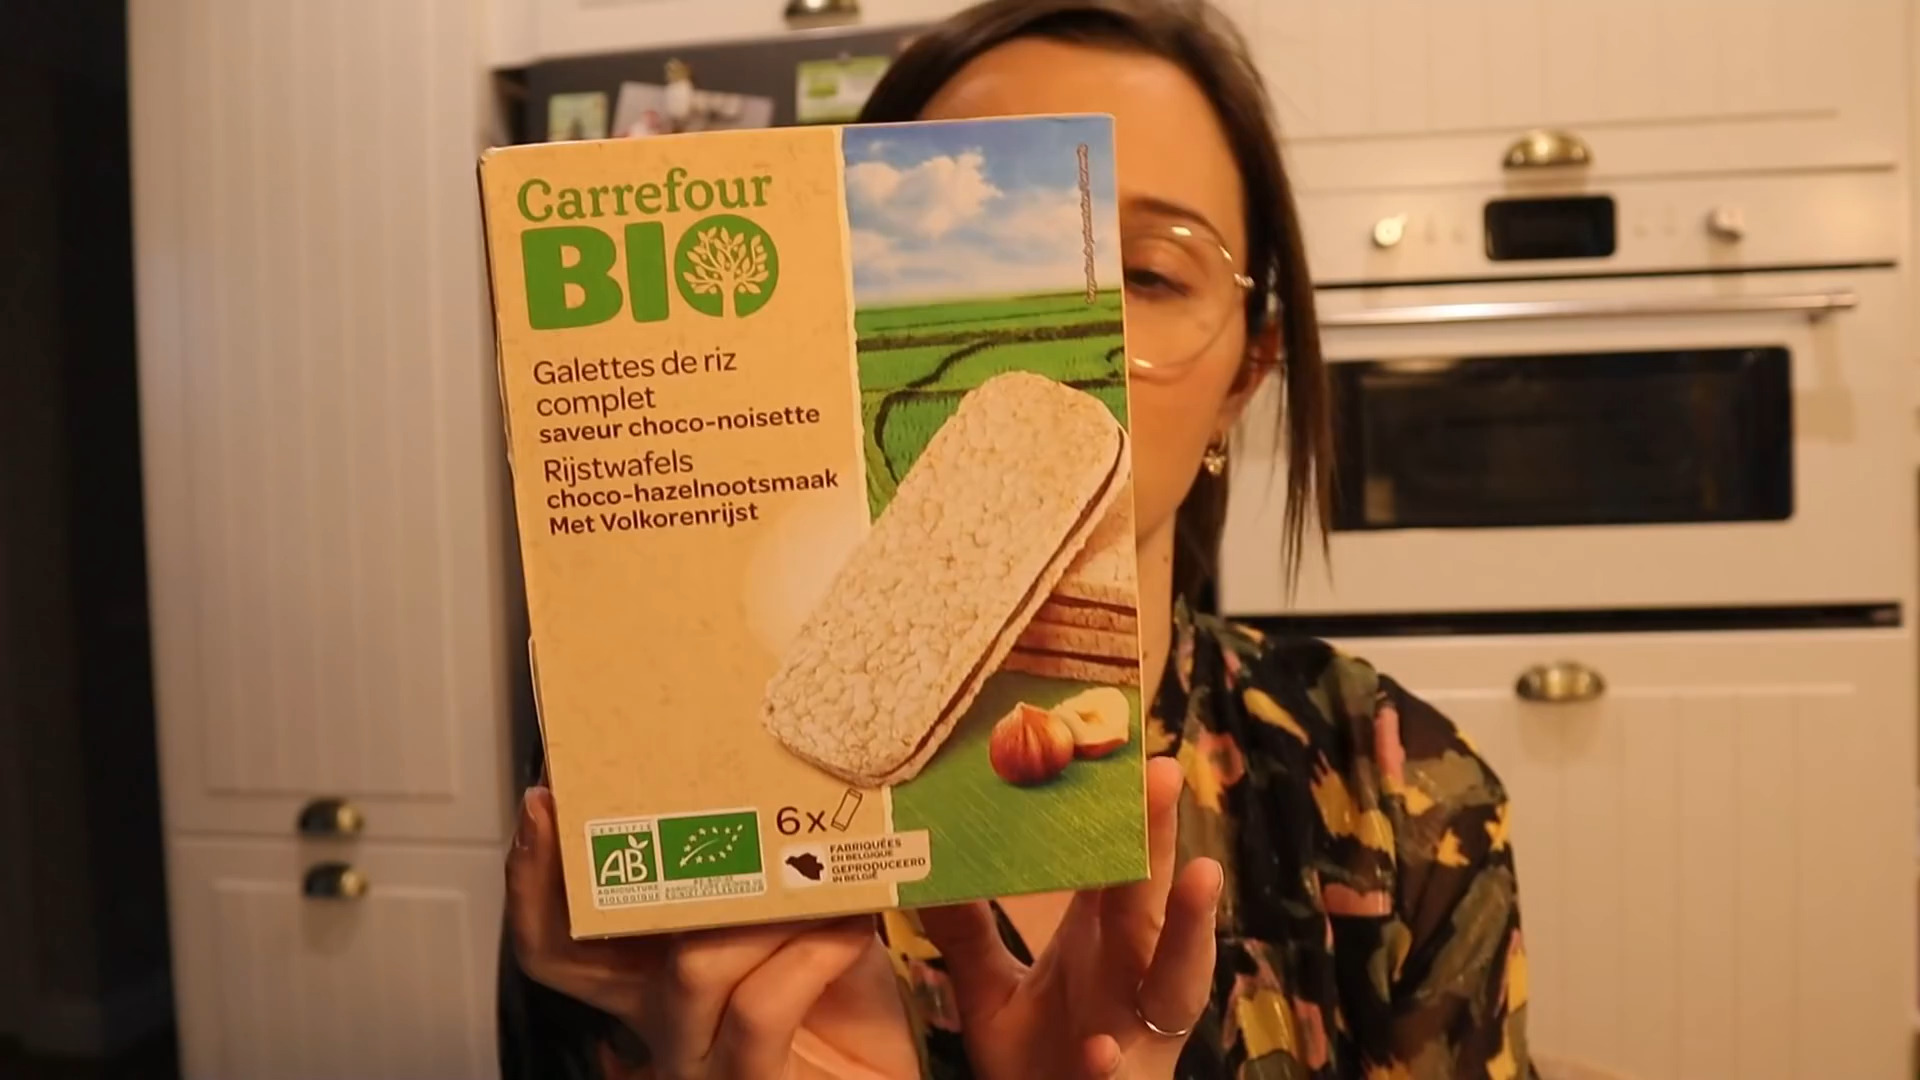 Carrefour
BIO
Galettes de riz
complet
saveur choco-noisette
Rijstwafels
choco-hazelnootsmaak
Met Volkorenrijst
6x
CERTIFIÉ
AB
AGRICULTURE
BIOLOGIQUE
FABRIQUÉES
EN BELGIQUE
GEPRODUCEERD
IN BELGIË